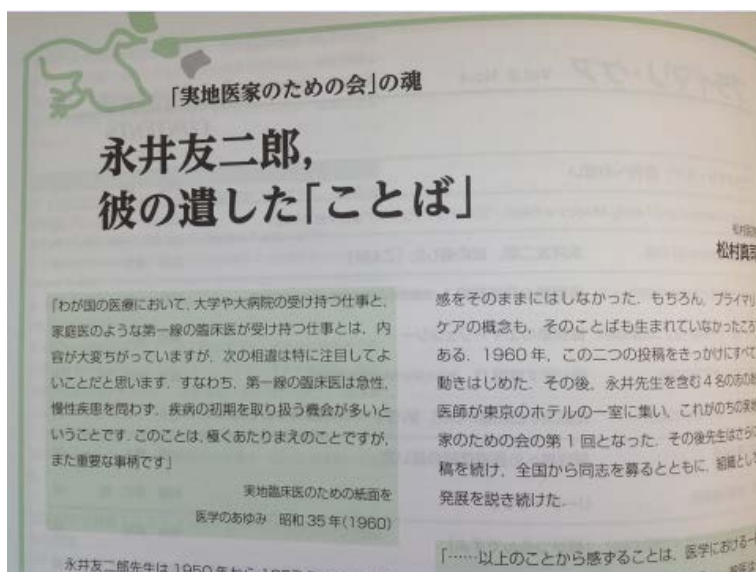 「実地医家のための会」の魂
永井友二郎，
彼の遺した「ことば」
松村真司
「わが国の医療において，大学や大病院の受け持つ仕事と，
家庭医のような第一線の臨床医が受け持つ仕事とは，内
容が大変ちがっていますが，次の相違は特に注目してよ
いことだと思います．すなわち，第一線の臨床医は急性，
慢性疾患を問わず，疾病の初期を取り扱う機会が多いと
いうことです．このことは，極くあたりまえのことですが，
また重要な事柄です」
実地臨床医のための紙面を
医学のあゆみ　昭和35年(1960)
永井友二郎先生は1950年から
感をそのままにはしなかった．もちろん，プライマリ
ケアの概念も，そのことばも生まれていなかったころ
ある．1960年，この二つの投稿をきっかけにすべて
動きはじめた．その後，永井先生を含む4名の志の
医師が東京のホテルの一室に集い，これがのちの実地
家のための会の第1回となった．その後先生はさらに
稿を続け，全国から同志を募るとともに，組織とし
発展を説き続けた．
「……以上のことから感ずることは，医学における